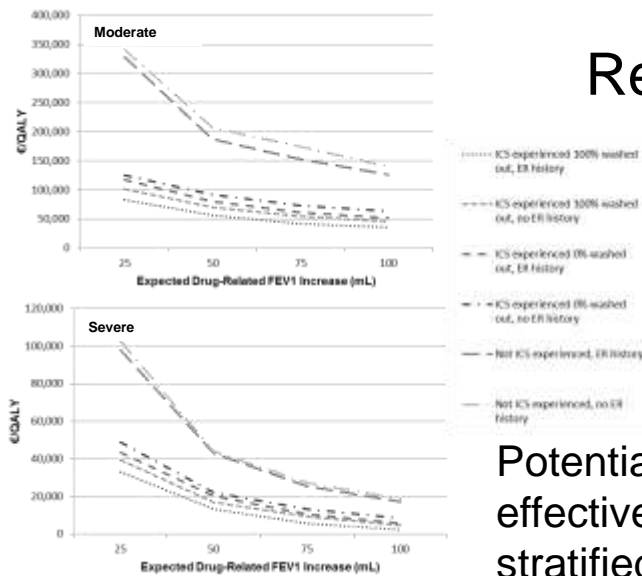 Moderate
400,000
350,000
300,000
250,000
200,000
150,000
100,000
50,000
0
€/QALY
25 50 75 100
Expected Drug-Related FEV1 Increase (mL)
Severe
120,000
100,000
80,000
60,000
40,000
20,000
0
€/QALY
25 50 75 100
Expected Drug-Related FEV1 Increase (mL)
Re
ICS experienced 100% washed
out, ER history
ICS experienced 100% washed
out, no ER history
ICS experienced 0% washed
out, ER history
ICS experienced 0% washed
out, no ER history
Not ICS experienced, ER history
Not ICS experienced, no ER
history
Potentia
effective
stratified